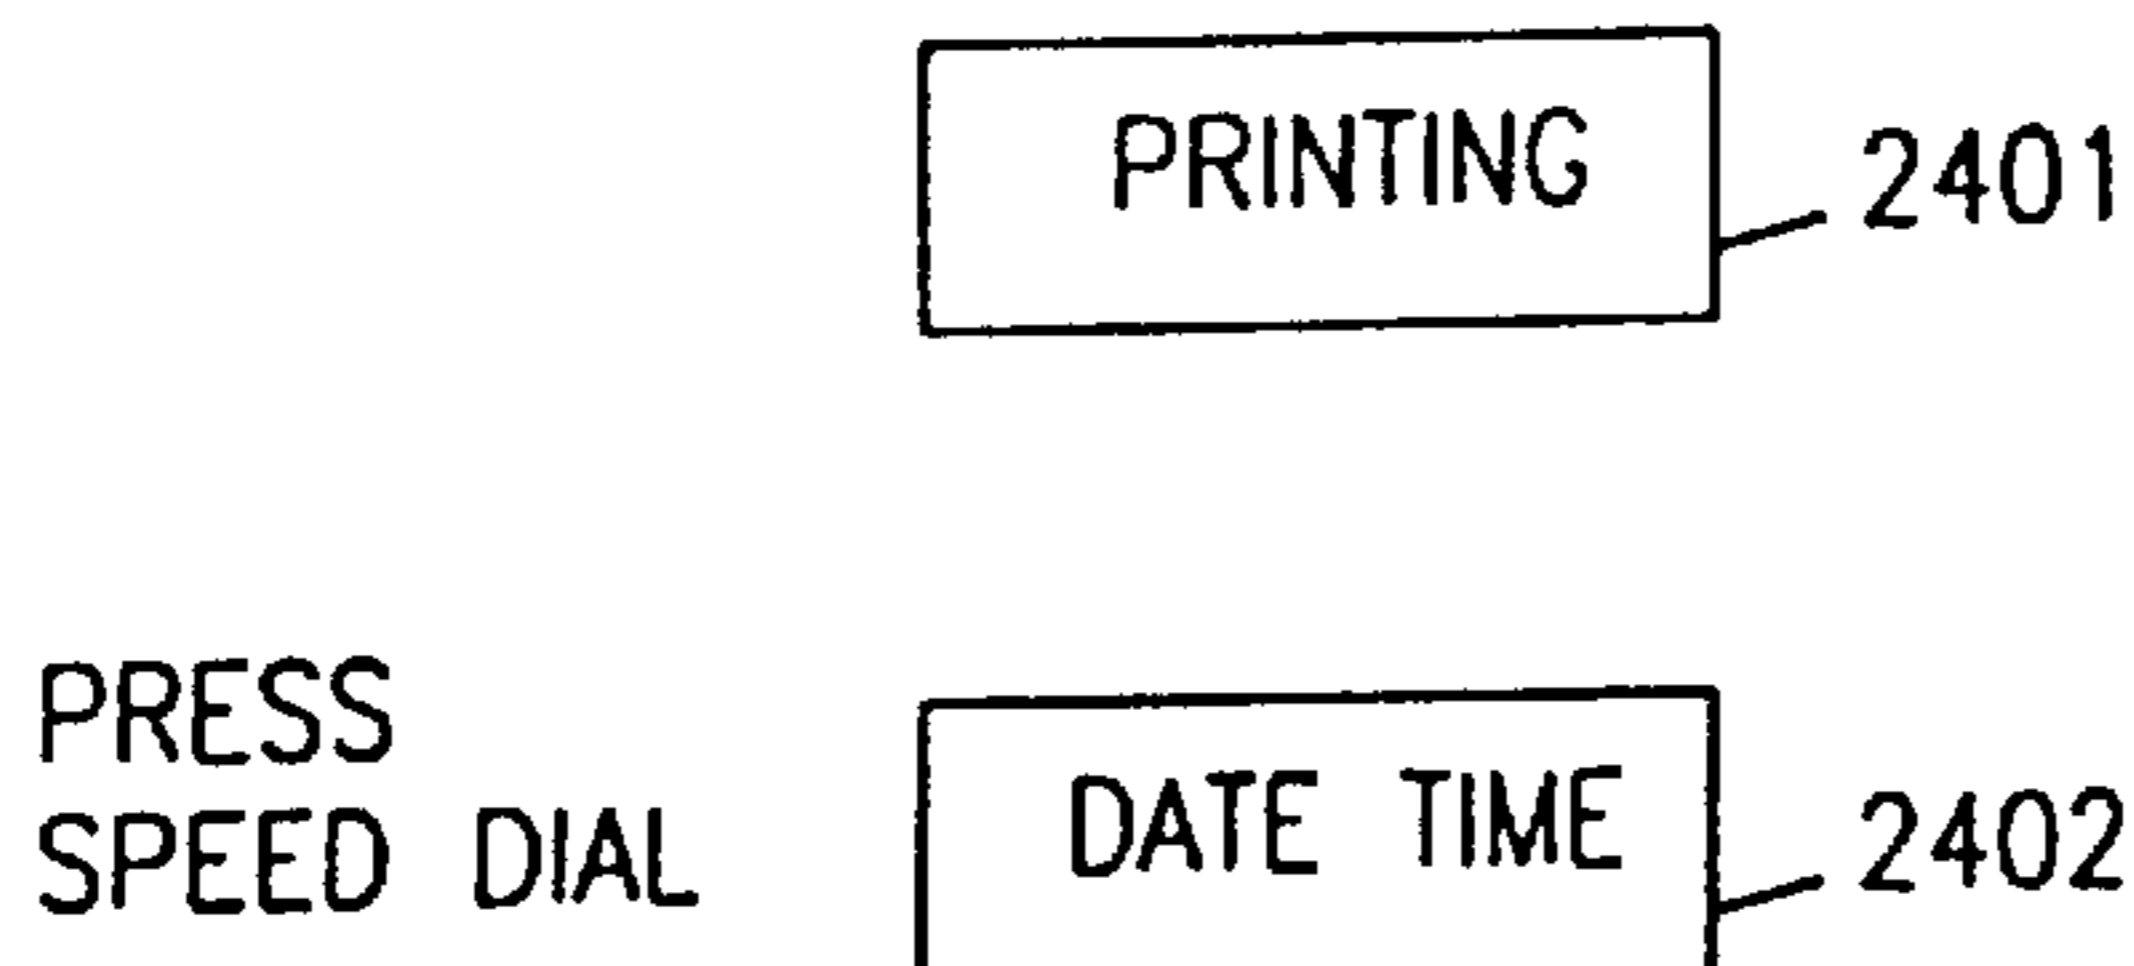 PRINTING
2401
PRESS
SPEED DIAL
DATE TIME
2402